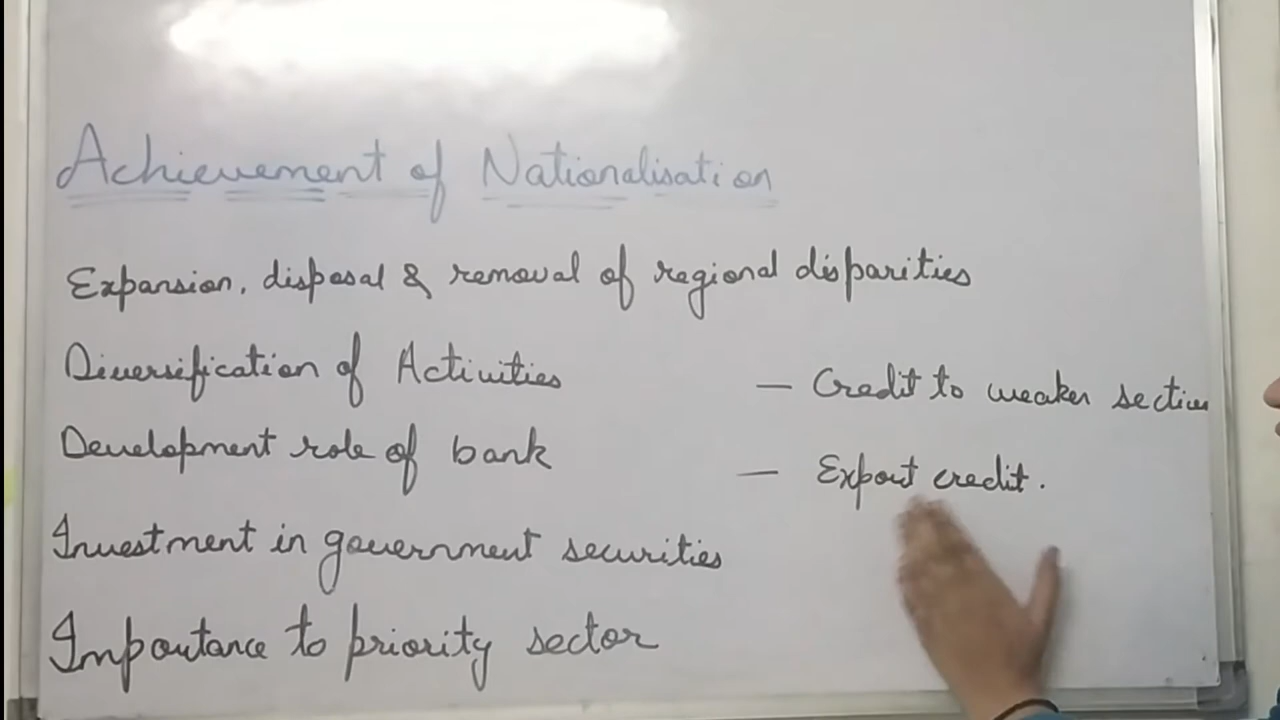 Achievement of Nationalisation
Expansion, disposal & removal of regional disparities
Diversification of Activities
Development role of bank
Investment in government securities
Importance to priority sector
— Credit to weaker section
— Export credit.